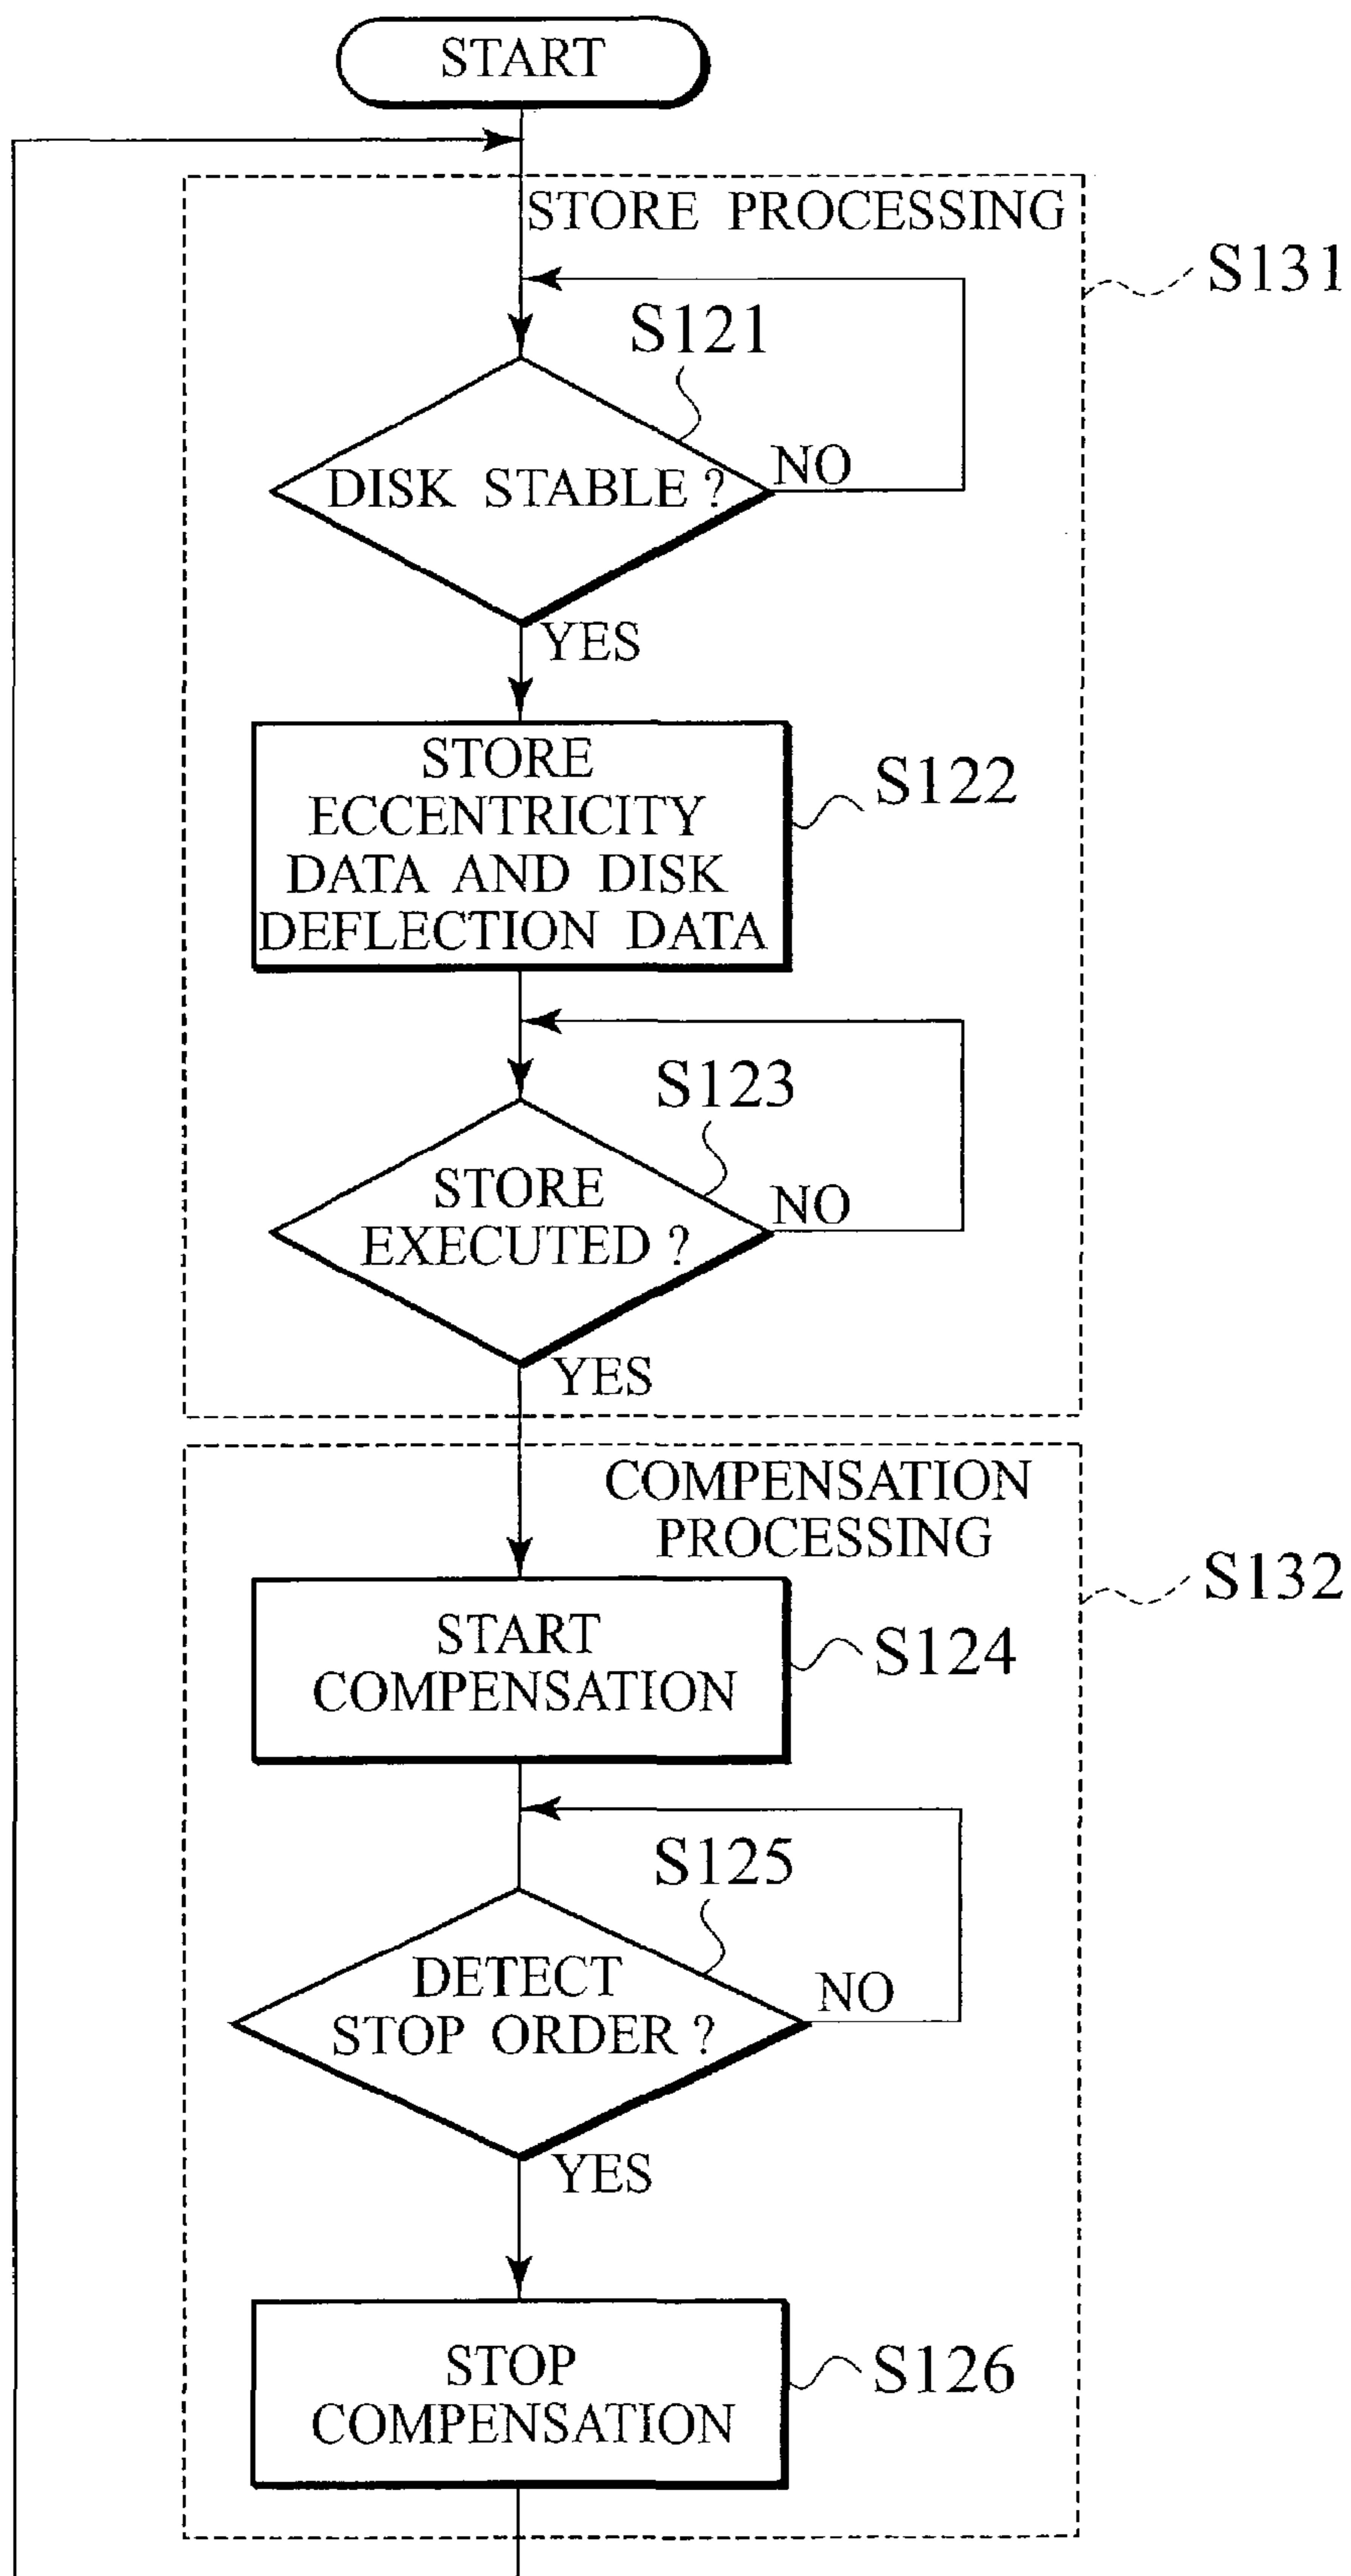 START
STORE PROCESSING
S131
S121
DISK STABLE ?
NO
YES
STORE
ECCENTRICITY
DATA AND DISK
DEFLECTION DATA
S122
S123
STORE
EXECUTED ?
NO
YES
COMPENSATION
PROCESSING
S132
START
COMPENSATION
S124
S125
DETECT
STOP ORDER ?
NO
YES
STOP
COMPENSATION
S126